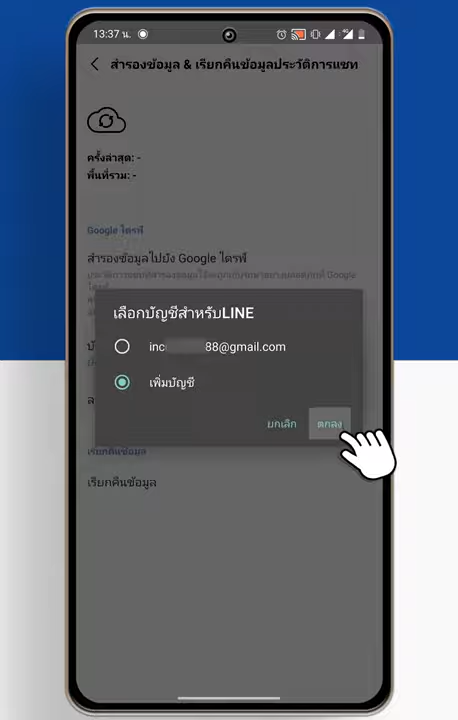 13:37 น.
สำรองข้อมูล & เรียกคืนข้อมูลประวัติการแชท
ครั้งล่าสุด: -
พื้นที่รวม: -
Google ไดรฟ์
สำรองข้อมูลไปยัง Google ไดรฟ์
เลือกบัญชีสำหรับLINE
inc 88@gmail.com
เพิ่มบัญชี
ยกเลิก ตกลง
เรียกคืนข้อมูล
เรียกคืนข้อมูล